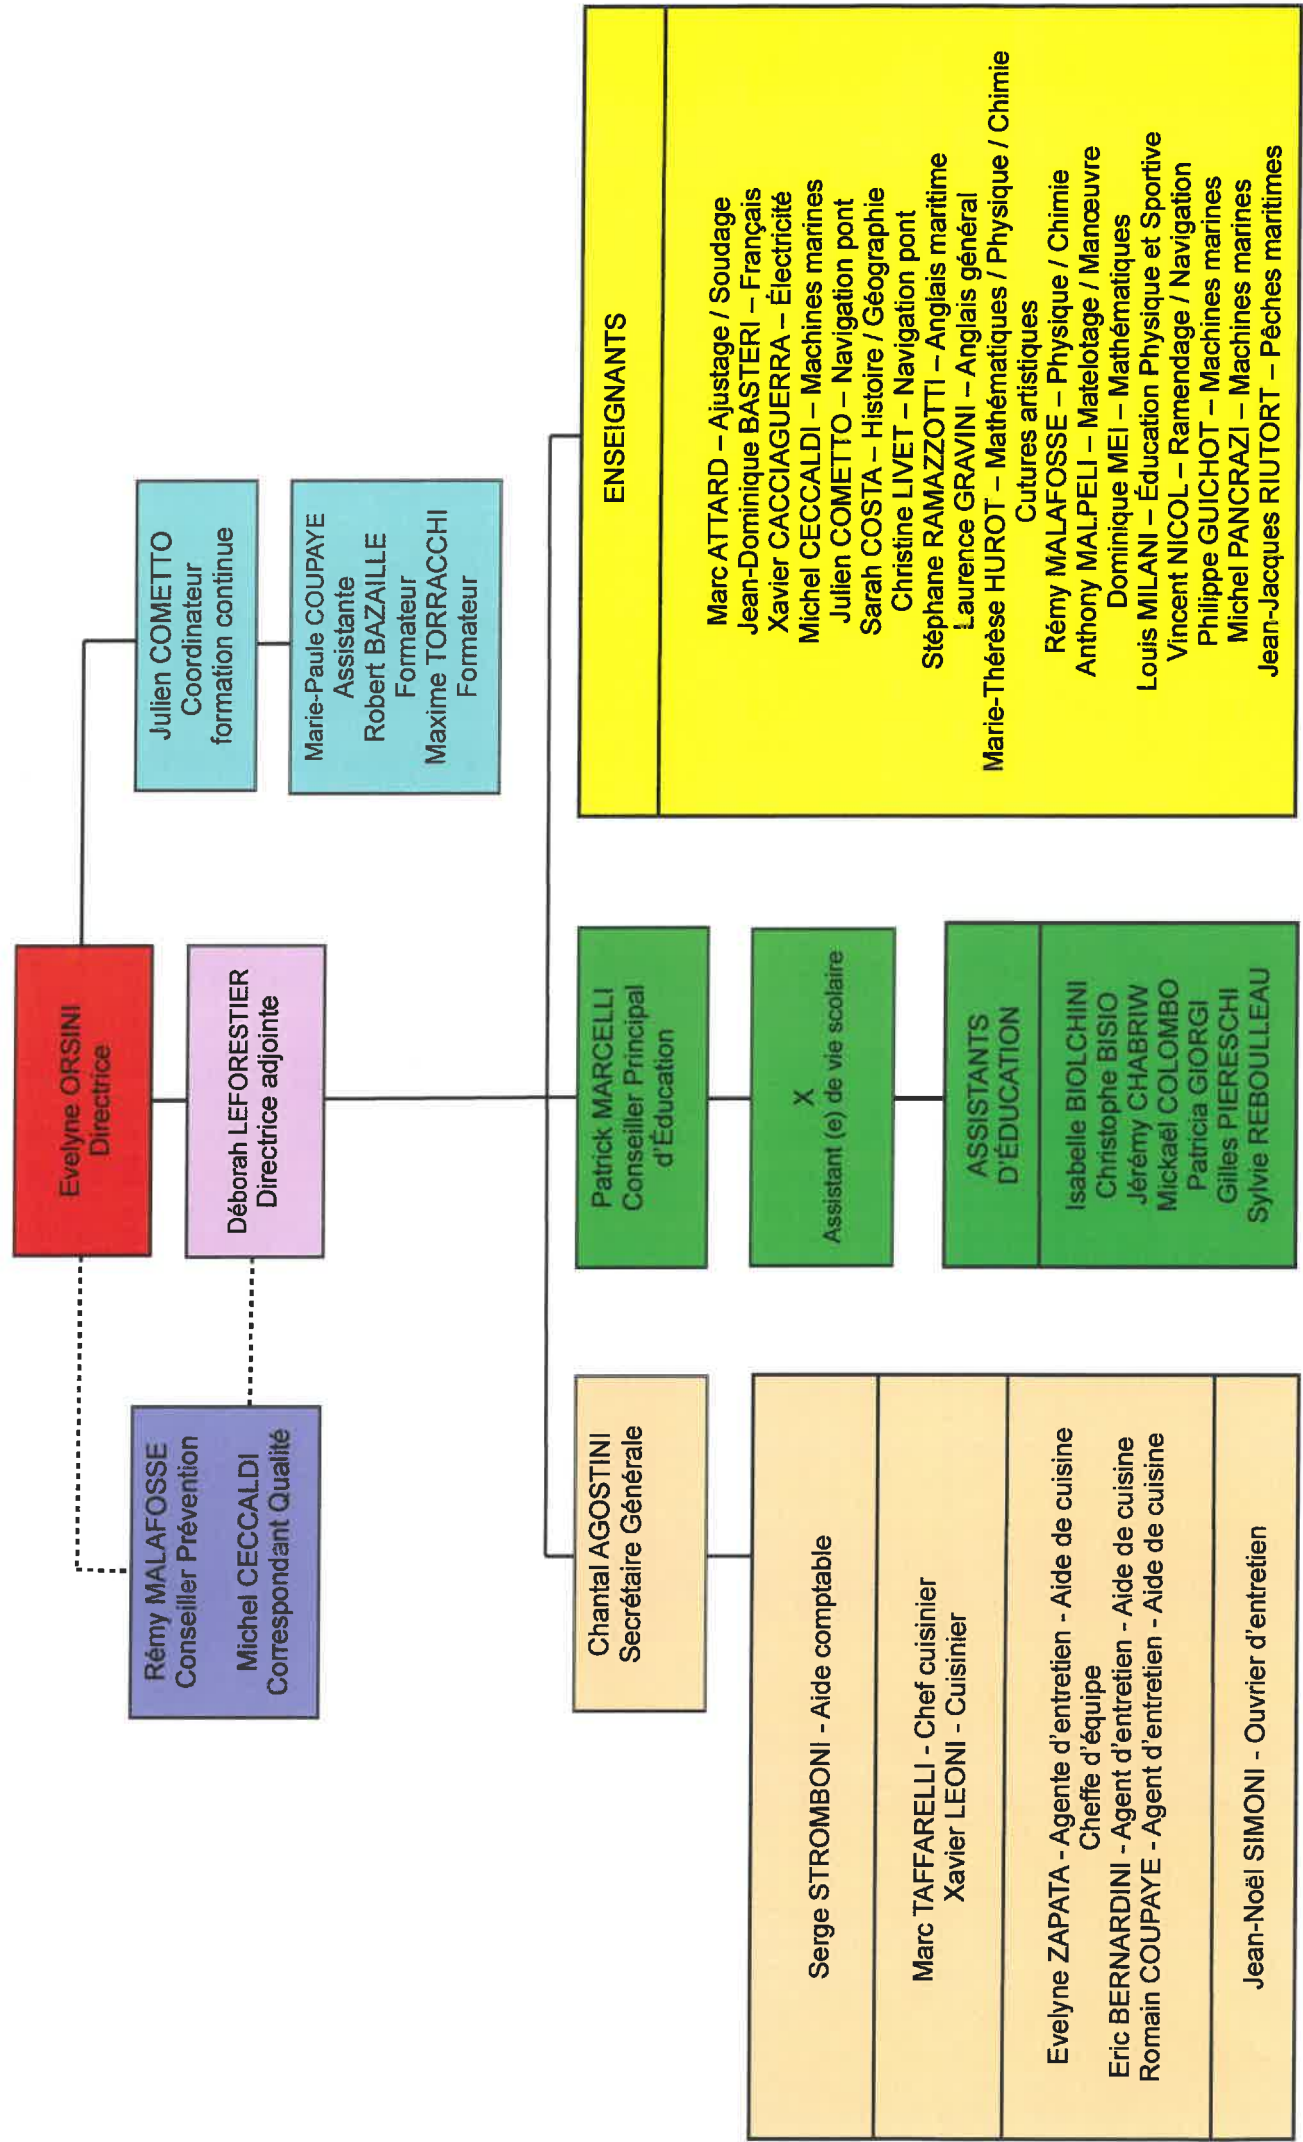 Evelyne ORSINI
Directrice
Déborah LEFORESTIER
Directrice adjointe
Rémy MALAFOSSE
Conseiller Prévention
Michel CECCALDI
Correspondant Qualité
Julien COMETTO
Coordinateur
formation continue
Marie-Paule COUPAYE
Assistante
Robert BAZAILLE
Formateur
Maxime TORRACCHI
Formateur
Chantal AGOSTINI
Secrétaire Générale
Serge STROMBONI - Aide comptable
Marc TAFFARELLI - Chef cuisinier
Xavier LEONI - Cuisinier
Evelyne ZAPATA - Agente d'entretien - Aide de cuisine
Cheffe d'équipe
Eric BERNARDINI - Agent d'entretien - Aide de cuisine
Romain COUPAYE - Agent d'entretien - Aide de cuisine
Jean-Noël SIMONI - Ouvrier d'entretien
Patrick MARCELLI
Conseiller Principal
d'Éducation
X
Assistant (e) de vie scolaire
ASSISTANTS
D'ÉDUCATION
Isabelle BIOLCHINI
Christophe BISIO
Jérémy CHABRIW
Mickaël COLOMBO
Patricia GIORGI
Gilles PIERESCHI
Sylvie REBOULLEAU
ENSEIGNANTS
Marc ATTARD – Ajustage / Soudage
Jean-Dominique BASTERI – Français
Xavier CACCIAGUERRA – Électricité
Michel CECCALDI – Machines marines
Julien COMETTO – Navigation pont
Sarah COSTA – Histoire / Géographie
Christine LIVET – Navigation pont
Stéphane RAMAZZOTTI – Anglais maritime
Laurence GRAVINI – Anglais général
Marie-Thérèse HUROT – Mathématiques / Physique / Chimie
Cutures artistiques
Rémy MALAFOSSE – Physique / Chimie
Anthony MALPELI – Matelotage / Manœuvre
Dominique MEI – Mathématiques
Louis MILANI – Éducation Physique et Sportive
Vincent NICOL – Ramendage / Navigation
Philippe GUICHOT – Machines marines
Michel PANCRAZI – Machines marines
Jean-Jacques RIUTORT – Pêches maritimes